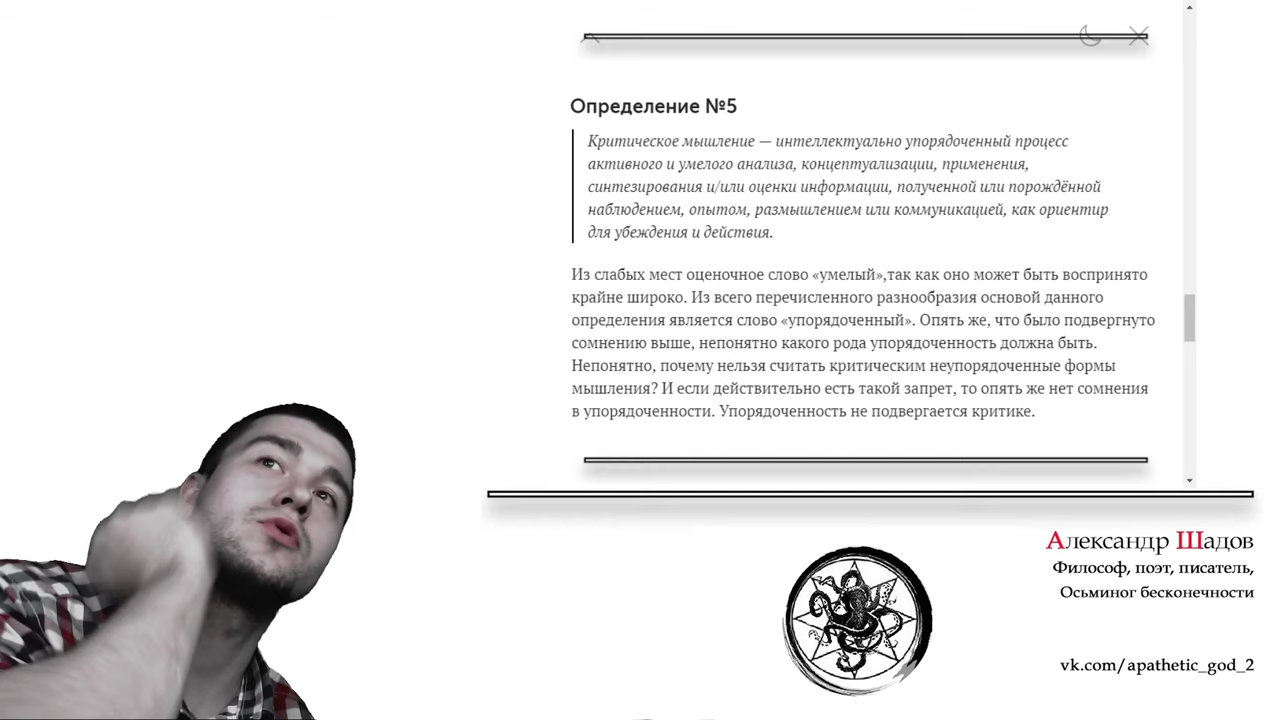 Определение №5
Критическое мышление — интеллектуально упорядоченный процесс
активного и умелого анализа, концептуализации, применения,
синтезирования и/или оценки информации, полученной или порождённой
наблюдением, опытом, размышлением или коммуникацией, как ориентир
для убеждения и действия.
Из слабых мест оценочное слово «умелый»,так как оно может быть воспринято
крайне широко. Из всего перечисленного разнообразия основой данного
определения является слово «упорядоченный». Опять же, что было подвергнуто
сомнению выше, непонятно какого рода упорядоченность должна быть.
Непонятно, почему нельзя считать критическим неупорядоченные формы
мышления? И если действительно есть такой запрет, то опять же нет сомнения
в упорядоченности. Упорядоченность не подвергается критике.
Александр Шадов
Философ, поэт, писатель,
Осьминог бесконечности
vk.com/apathetic_god_2